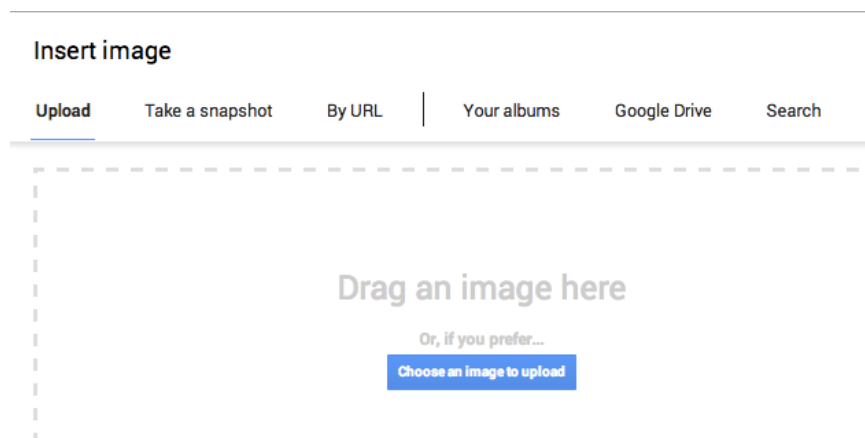 Insert image
Upload Take a snapshot By URL Your albums Google Drive Search
Drag an image here
Or, if you prefer...
Choose an image to upload